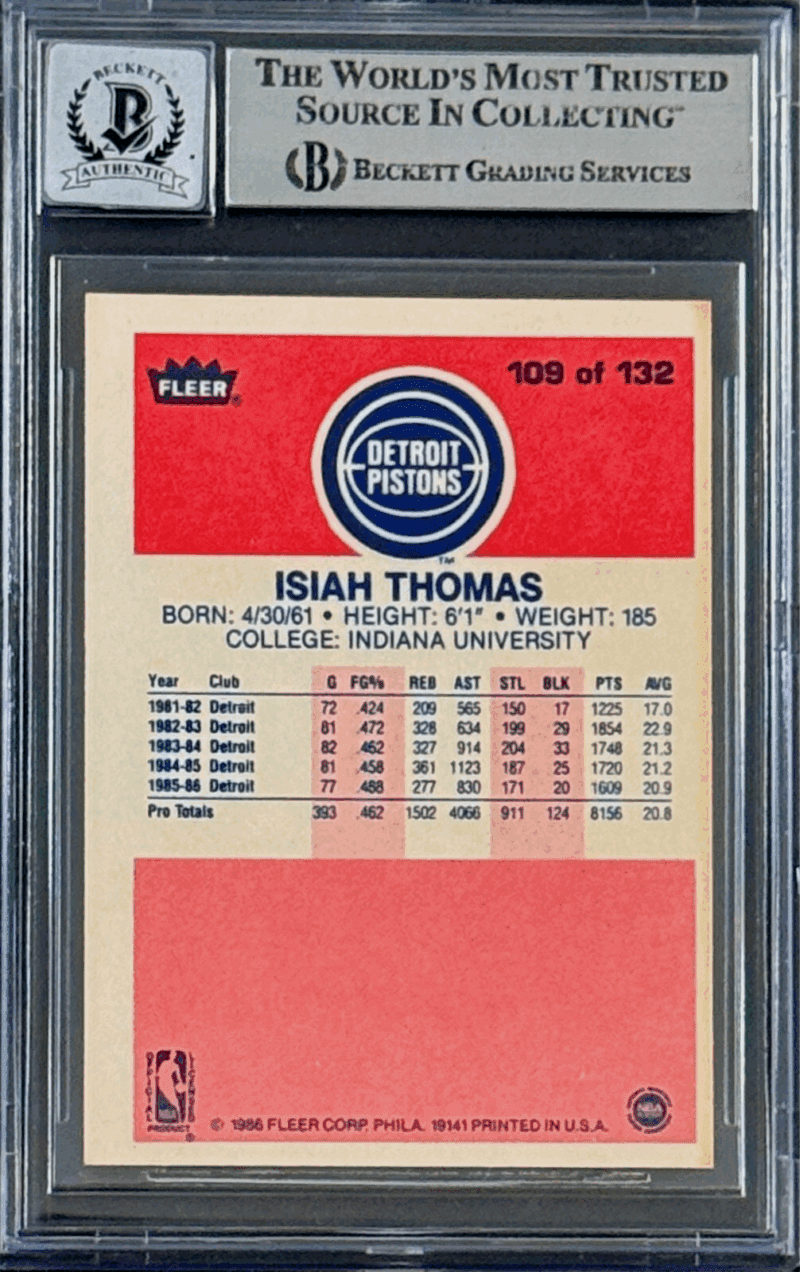 BECKETT
B
AUTHENTIC
THE WORLD'S MOST TRUSTED
SOURCE IN COLLECTING™
B BECKETT GRADING SERVICES
FLEER®
109 of 132
DETROIT
PISTONS
™
ISIAH THOMAS
BORN: 4/30/61 • HEIGHT: 6'1" • WEIGHT: 185
COLLEGE: INDIANA UNIVERSITY
Year Club G FG% REB AST STL BLK PTS AVG
1981-82 Detroit 72 .424 209 565 150 17 1225 17.0
1982-83 Detroit 81 .472 328 634 199 29 1854 22.9
1983-84 Detroit 82 .462 327 914 204 33 1748 21.3
1984-85 Detroit 81 .458 361 1123 187 25 1720 21.2
1985-86 Detroit 77 .488 277 830 171 20 1609 20.9
Pro Totals 393 .462 1502 4066 911 124 8156 20.8
OFFICIAL LICENSED
PRODUCT ®
© 1986 FLEER CORP. PHILA. 19141 PRINTED IN U.S.A.
NBA